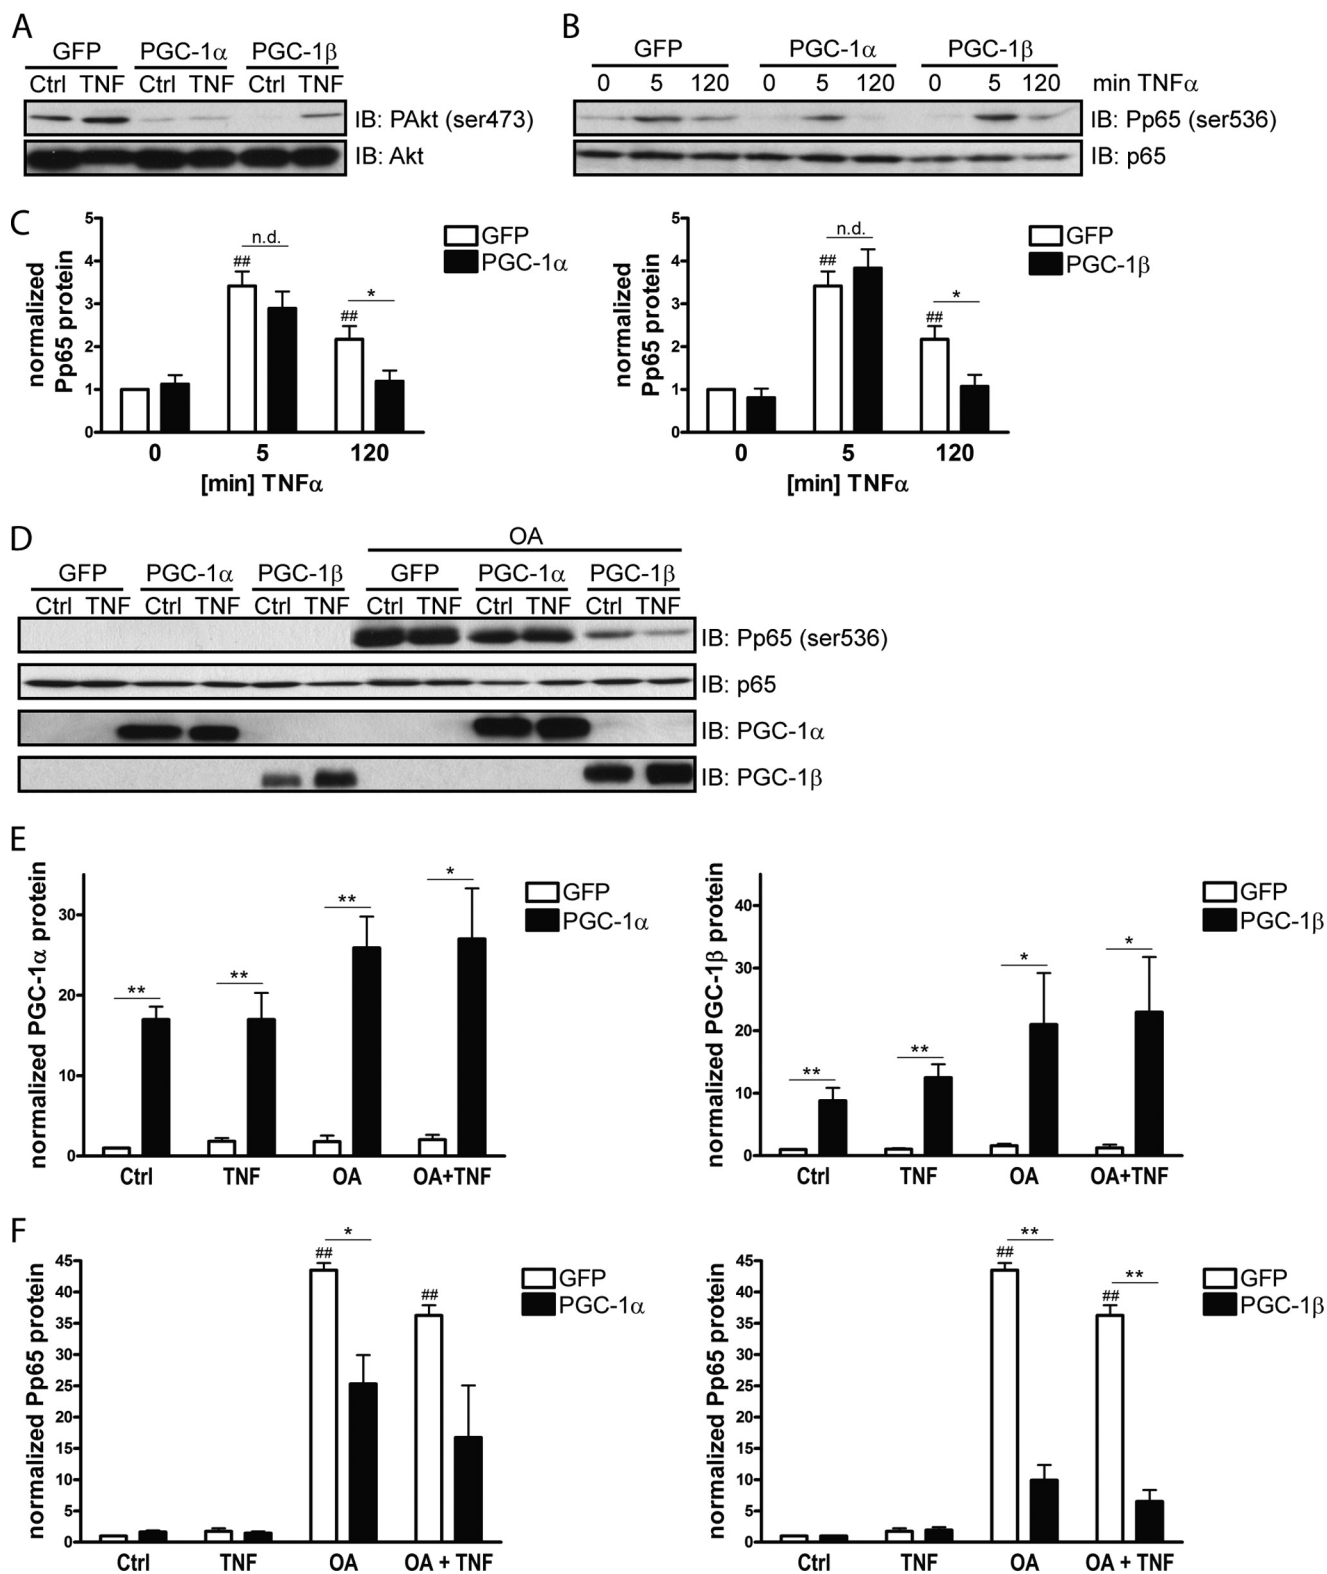 A
GFP PGC-1α PGC-1β
Ctrl TNF Ctrl TNF Ctrl TNF
IB: PAkt (ser473)
IB: Akt
B
GFP PGC-1α PGC-1β
0 5 120 0 5 120 0 5 120 min TNFα
IB: Pp65 (ser536)
IB: p65
C
normalized
Pp65 protein
5
4
3
2
1
0
##
n.d.
##
*
GFP
PGC-1α
0 5 120
[min] TNFα
normalized
Pp65 protein
5
4
3
2
1
0
##
n.d.
##
*
GFP
PGC-1β
0 5 120
[min] TNFα
D
OA
GFP PGC-1α PGC-1β GFP PGC-1α PGC-1β
Ctrl TNF Ctrl TNF Ctrl TNF Ctrl TNF Ctrl TNF Ctrl TNF
IB: Pp65 (ser536)
IB: p65
IB: PGC-1α
IB: PGC-1β
E
normalized PGC-1α protein
30
20
10
0
**
**
**
*
GFP
PGC-1α
Ctrl TNF OA OA+TNF
normalized PGC-1β protein
40
30
20
10
0
**
**
*
*
GFP
PGC-1β
Ctrl TNF OA OA+TNF
F
normalized Pp65 protein
45
40
35
30
25
20
15
10
5
0
##
*
##
GFP
PGC-1α
Ctrl TNF OA OA + TNF
normalized Pp65 protein
45
40
35
30
25
20
15
10
5
0
##
**
##
**
GFP
PGC-1β
Ctrl TNF OA OA + TNF